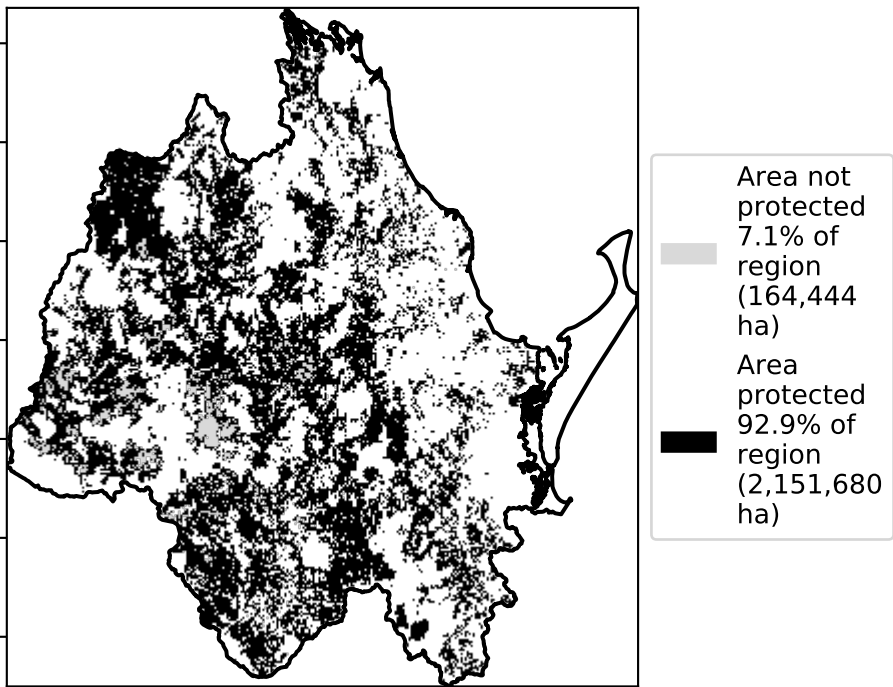 Area not
protected
7.1% of
region
(164,444
ha)
Area
protected
92.9% of
region
(2,151,680
ha)